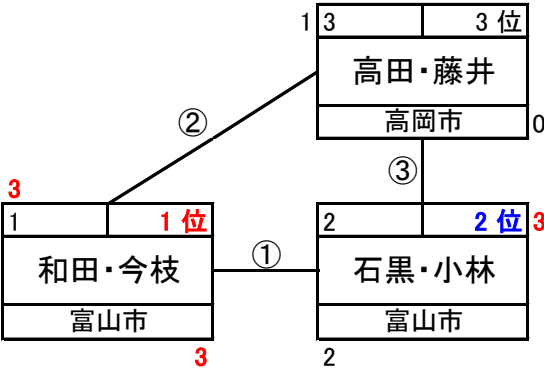 1 3 3 位
高田・藤井
高岡市 0
②
③
3
1 1 位
和田・今枝
富山市
3
①
2 2 位 3
石黒・小林
富山市
2